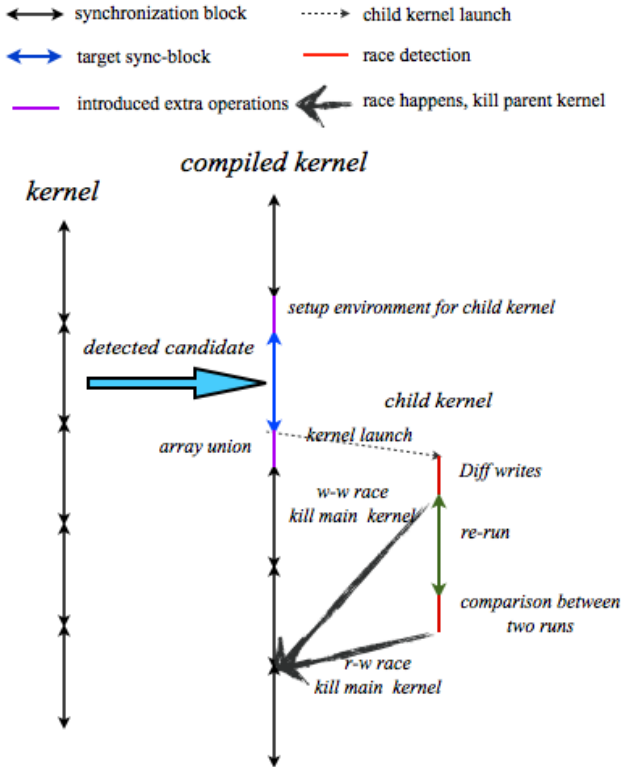 synchronization block
child kernel launch
target sync-block
race detection
introduced extra operations
race happens, kill parent kernel
compiled kernel
kernel
setup environment for child kernel
detected candidate
child kernel
kernel launch
array union
Diff writes
w-w race
kill main kernel
re-run
comparison between
two runs
r-w race
kill main kernel